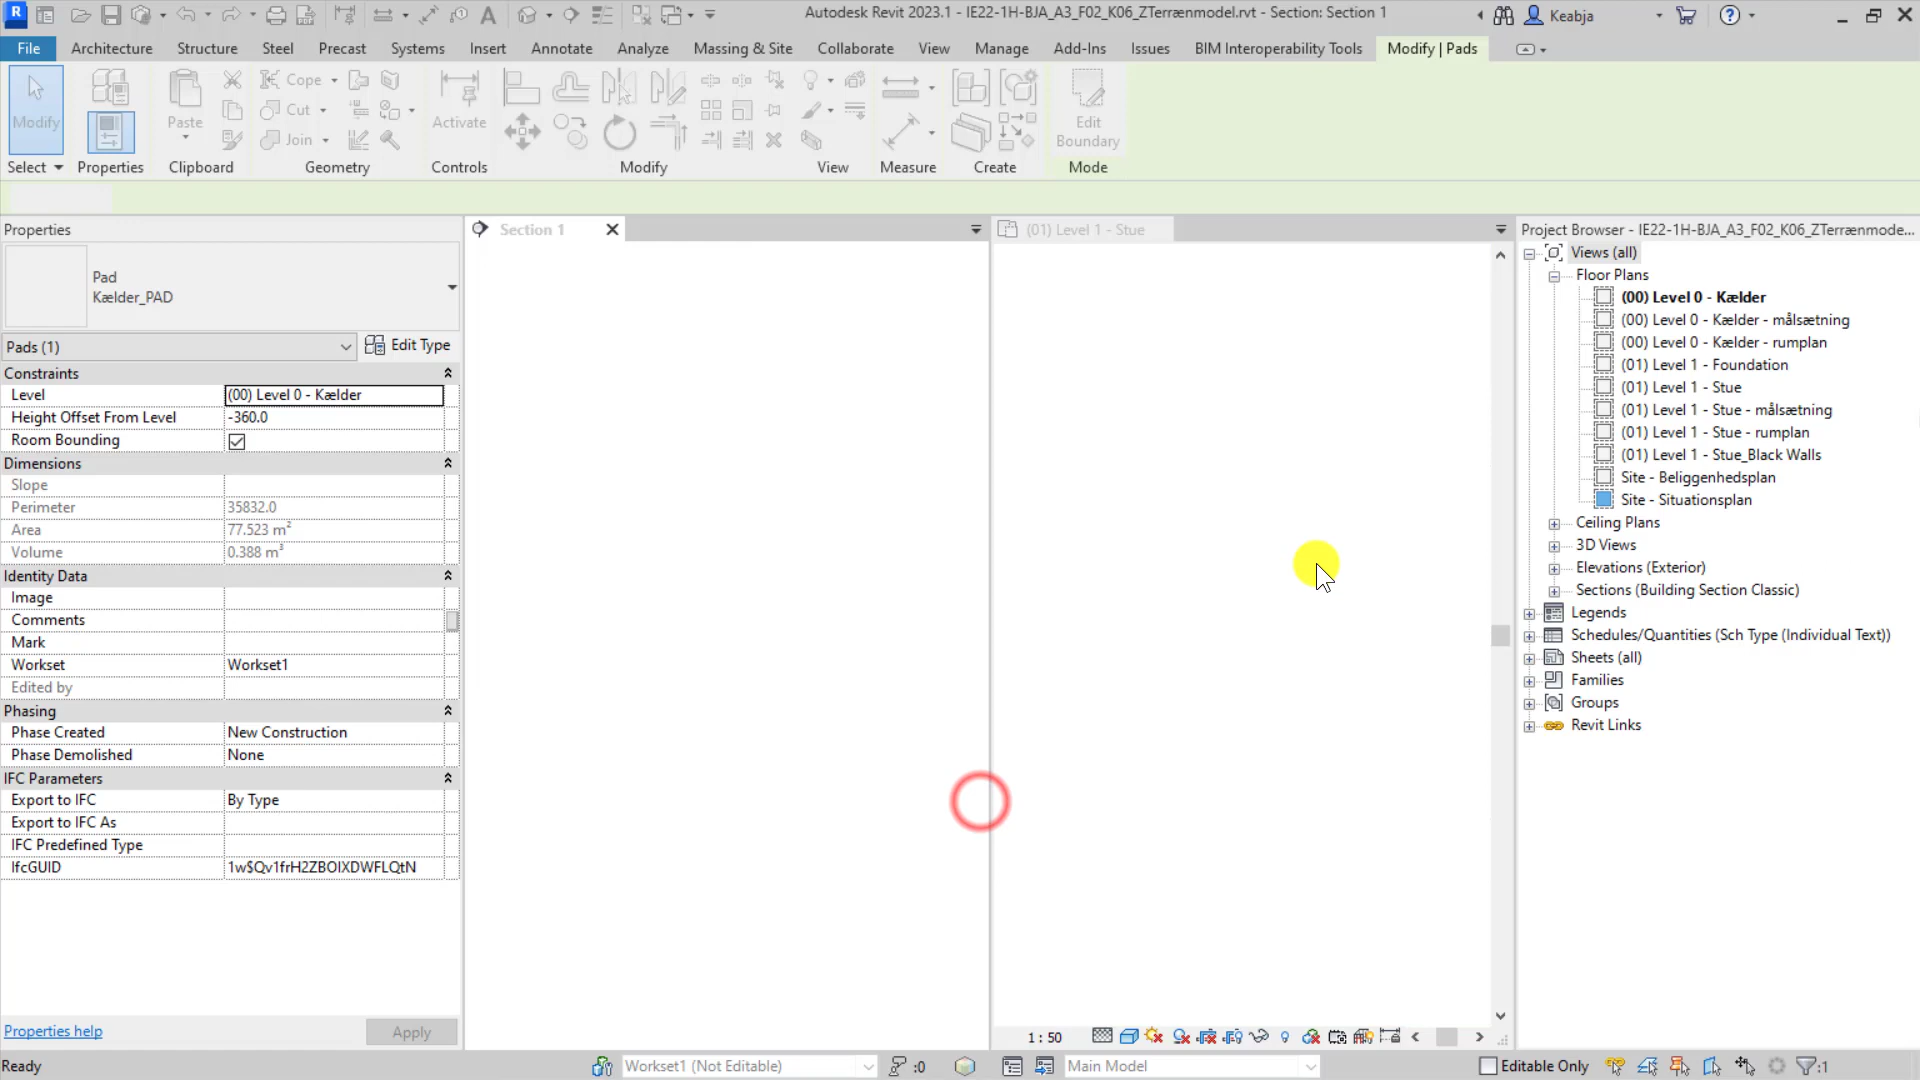 Autodesk Revit 2023.1 - IE22-1H-BJA_A3_F02_K06_ZTerrænmodel.rvt - Section: Section 1
Keabja
File Architecture Structure Steel Precast Systems Insert Annotate Analyze Massing & Site Collaborate View Manage Add-Ins Issues BIM Interoperability Tools Modify | Pads
Modify
Paste
Cope
Cut
Join
Activate
Edit
Boundary
Select Properties Clipboard Geometry Controls Modify View Measure Create Mode
Properties
Pad
Kælder_PAD
Pads (1)
Edit Type
Constraints
Level (00) Level 0 - Kælder
Height Offset From Level -360.0
Room Bounding
Dimensions
Slope
Perimeter 35832.0
Area 77.523 m²
Volume 0.388 m³
Identity Data
Image
Comments
Mark
Workset Workset1
Edited by
Phasing
Phase Created New Construction
Phase Demolished None
IFC Parameters
Export to IFC By Type
Export to IFC As
IFC Predefined Type
IfcGUID 1w$Qv1frH2ZBOIXDWFLQtN
Properties help
Apply
Section 1
(01) Level 1 - Stue
1 : 50
Project Browser - IE22-1H-BJA_A3_F02_K06_ZTerrænmode...
Views (all)
Floor Plans
(00) Level 0 - Kælder
(00) Level 0 - Kælder - målsætning
(00) Level 0 - Kælder - rumplan
(01) Level 1 - Foundation
(01) Level 1 - Stue
(01) Level 1 - Stue - målsætning
(01) Level 1 - Stue - rumplan
(01) Level 1 - Stue_Black Walls
Site - Beliggenhedsplan
Site - Situationsplan
Ceiling Plans
3D Views
Elevations (Exterior)
Sections (Building Section Classic)
Legends
Schedules/Quantities (Sch Type (Individual Text))
Sheets (all)
Families
Groups
Revit Links
Ready
Workset1 (Not Editable)
:0
Main Model
Editable Only
:1